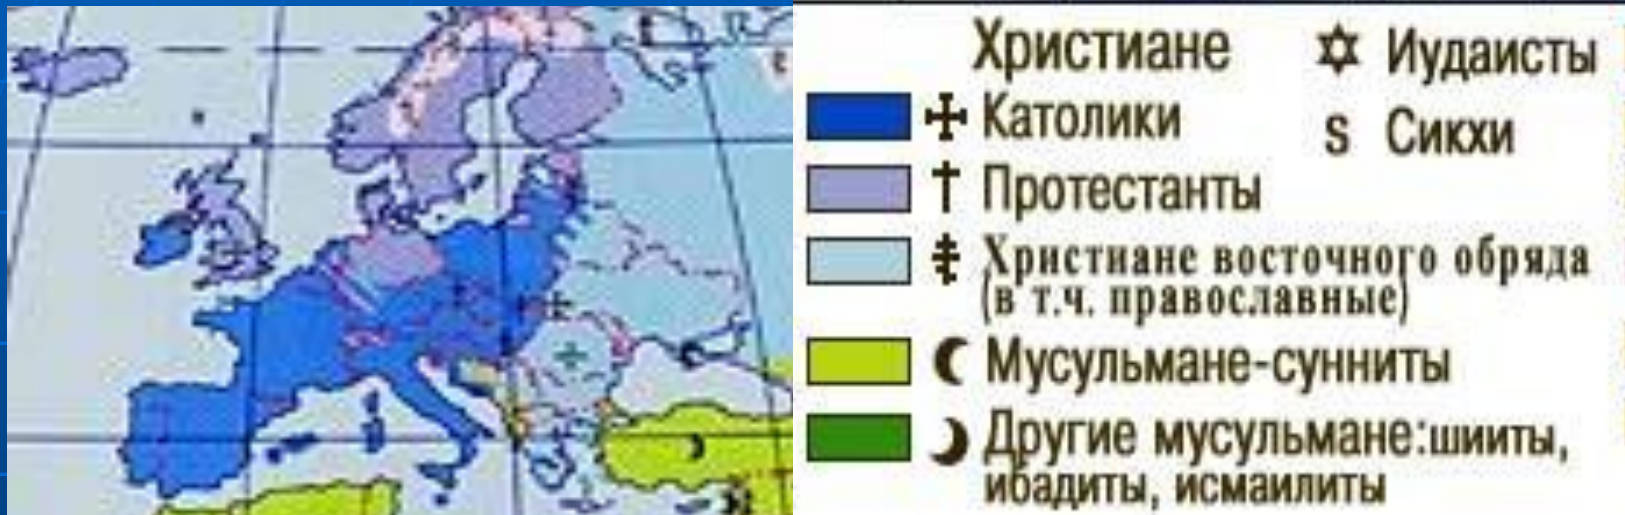 Христиане
Католики
Протестанты
Христиане восточного обряда
(в т.ч. православные)
Мусульмане-сунниты
Другие мусульмане:шииты,
ибадиты, исмаилиты
Иудаисты
S Сикхи